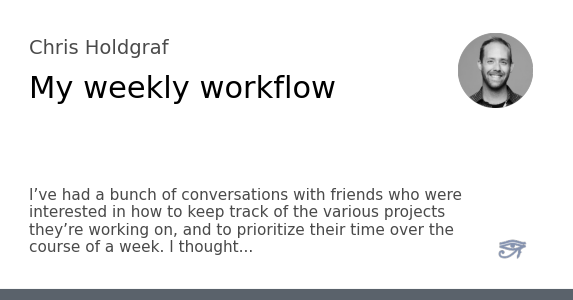 Chris Holdgraf
My weekly workflow
I’ve had a bunch of conversations with friends who were
interested in how to keep track of the various projects
they’re working on, and to prioritize their time over the
course of a week. I thought...